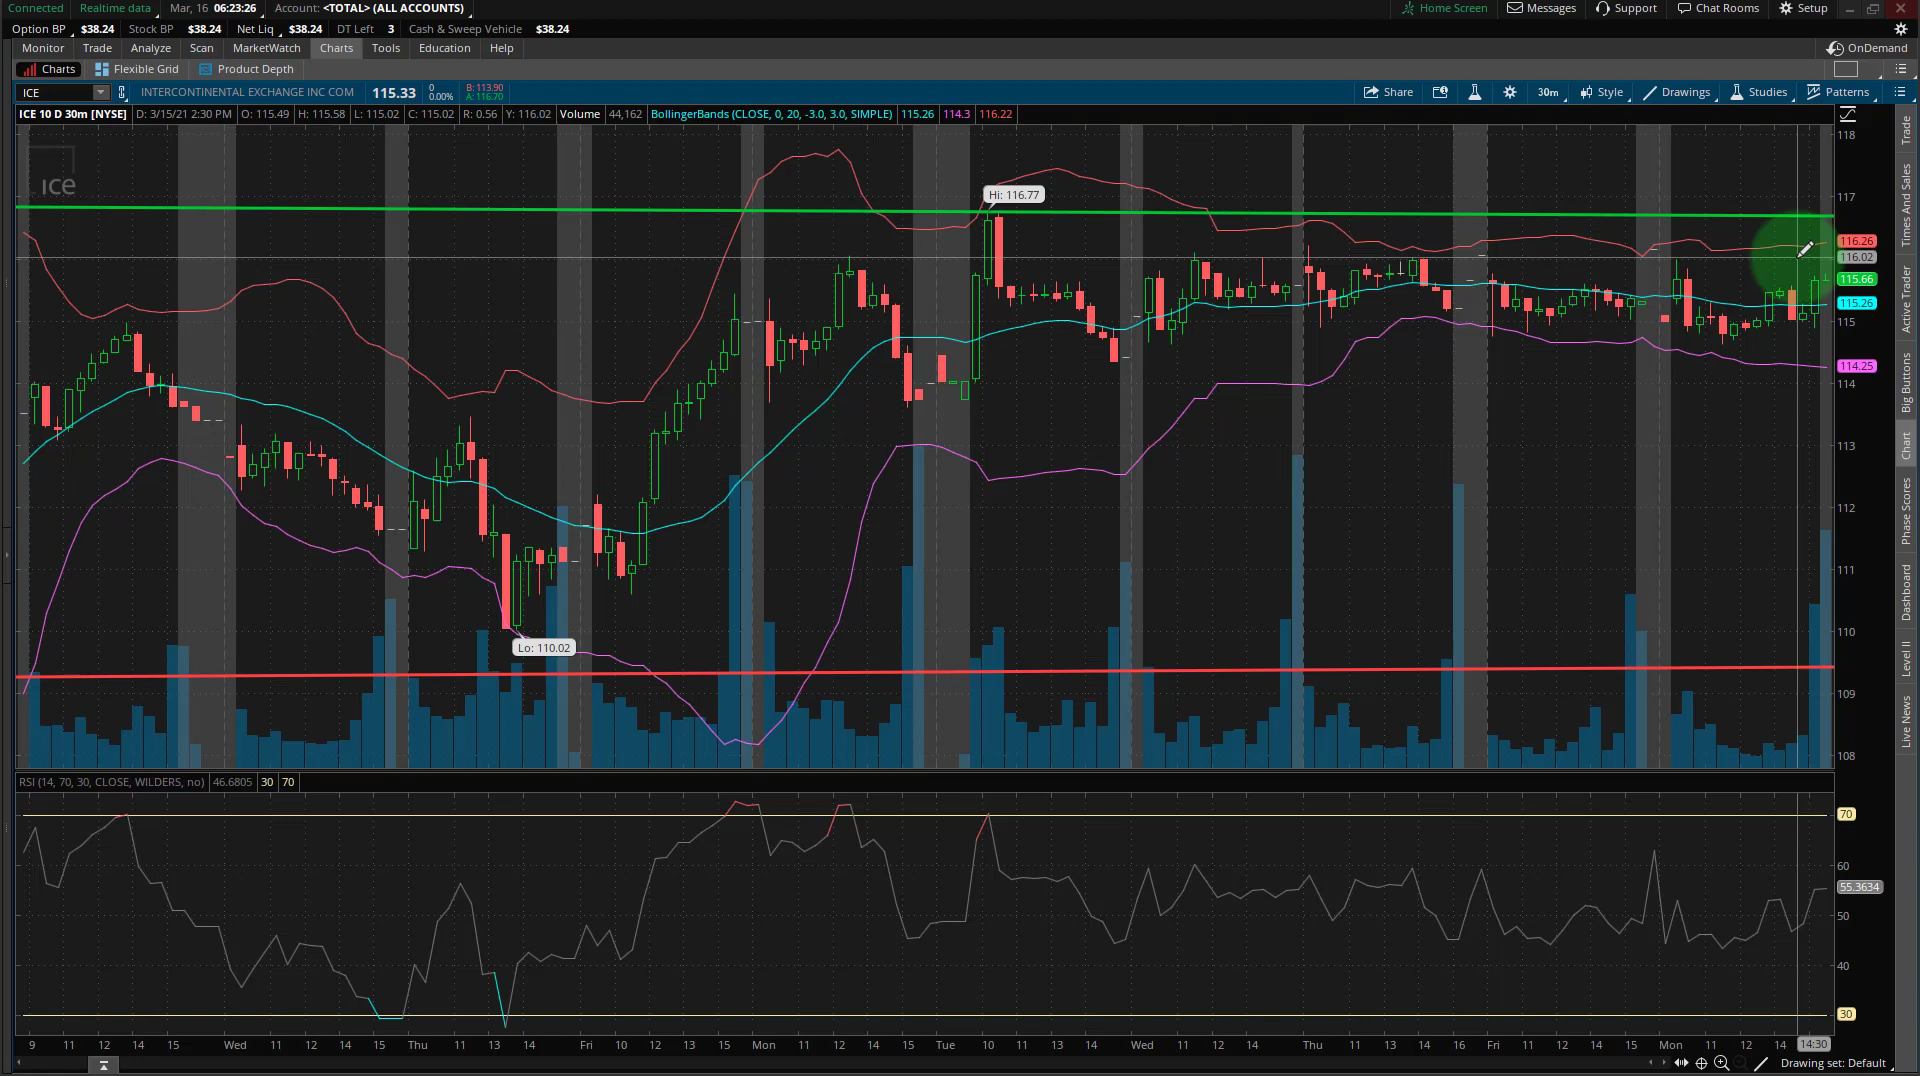 Connected Realtime data Mar, 16 06:23:26 Account: <TOTAL> (ALL ACCOUNTS) Home Screen Messages Support Chat Rooms Setup
Option BP $38.24 Stock BP $38.24 Net Liq $38.24 DT Left 3 Cash & Sweep Vehicle $38.24
Monitor Trade Analyze Scan MarketWatch Charts Tools Education Help OnDemand
Charts Flexible Grid Product Depth
ICE INTERCONTINENTAL EXCHANGE INC COM 115.33 0 0.00% B: 113.90 A: 116.70 Share 30m Style Drawings Studies Patterns
ICE 10 D 30m [NYSE] D: 3/15/21 2:30 PM O: 115.49 H: 115.58 L: 115.02 C: 115.02 R: 0.56 Y: 116.02 Volume 44,162 BollingerBands (CLOSE, 0, 20, -3.0, 3.0, SIMPLE) 115.26 114.3 116.22
118
ice
Hi: 116.77
117
116.26
116.02
115.66
115.26
115
114.25
114
113
112
111
110
Lo: 110.02
109
108
RSI (14, 70, 30, CLOSE, WILDERS, no) 46.6805 30 70
70
60
55.3634
50
40
30
9 11 12 14 15 Wed 11 12 14 15 Thu 11 13 14 Fri 10 12 13 15 Mon 11 12 14 15 Tue 10 11 13 14 Wed 11 12 14 Thu 11 13 14 16 Fri 11 12 14 15 Mon 11 12 14 14:30
Drawing set: Default
Trade
Times And Sales
Active Trader
Big Buttons
Chart
Phase Scores
Dashboard
Level II
Live News